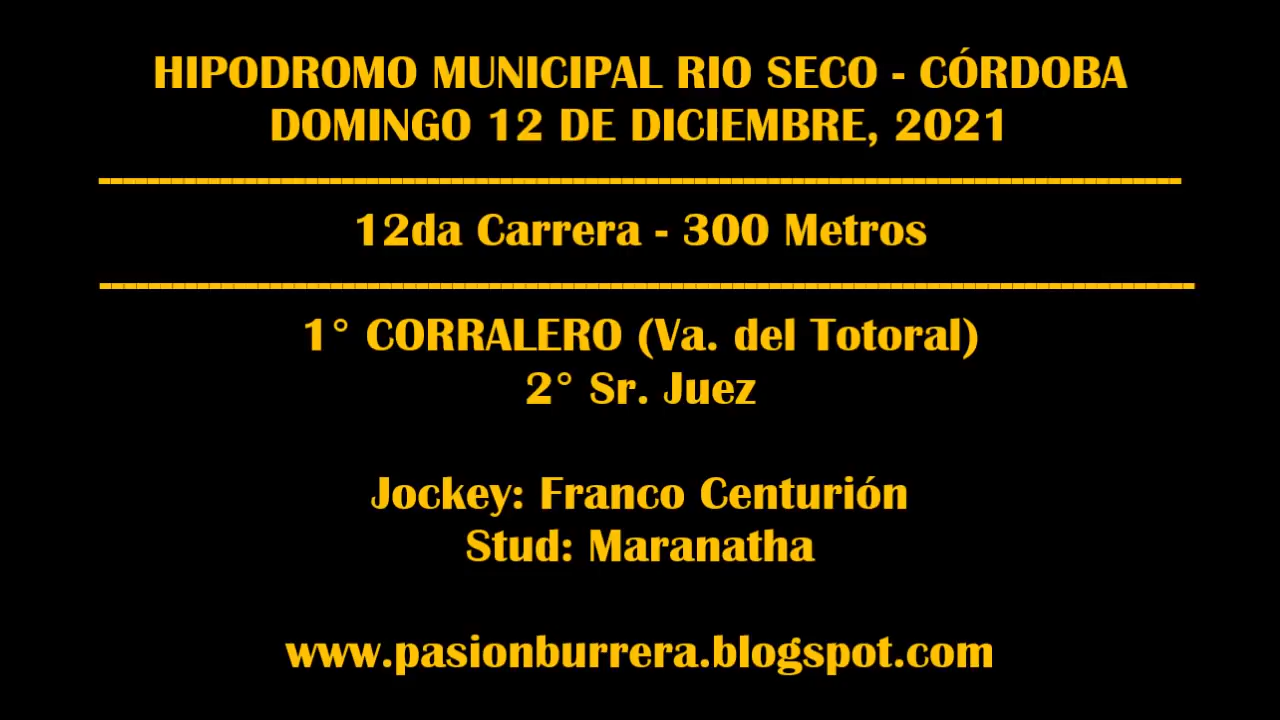 HIPODROMO MUNICIPAL RIO SECO - CÓRDOBA
DOMINGO 12 DE DICIEMBRE, 2021
12da Carrera - 300 Metros
1° CORRALERO (Va. del Totoral)
2° Sr. Juez
Jockey: Franco Centurión
Stud: Maranatha
www.pasionburrera.blogspot.com